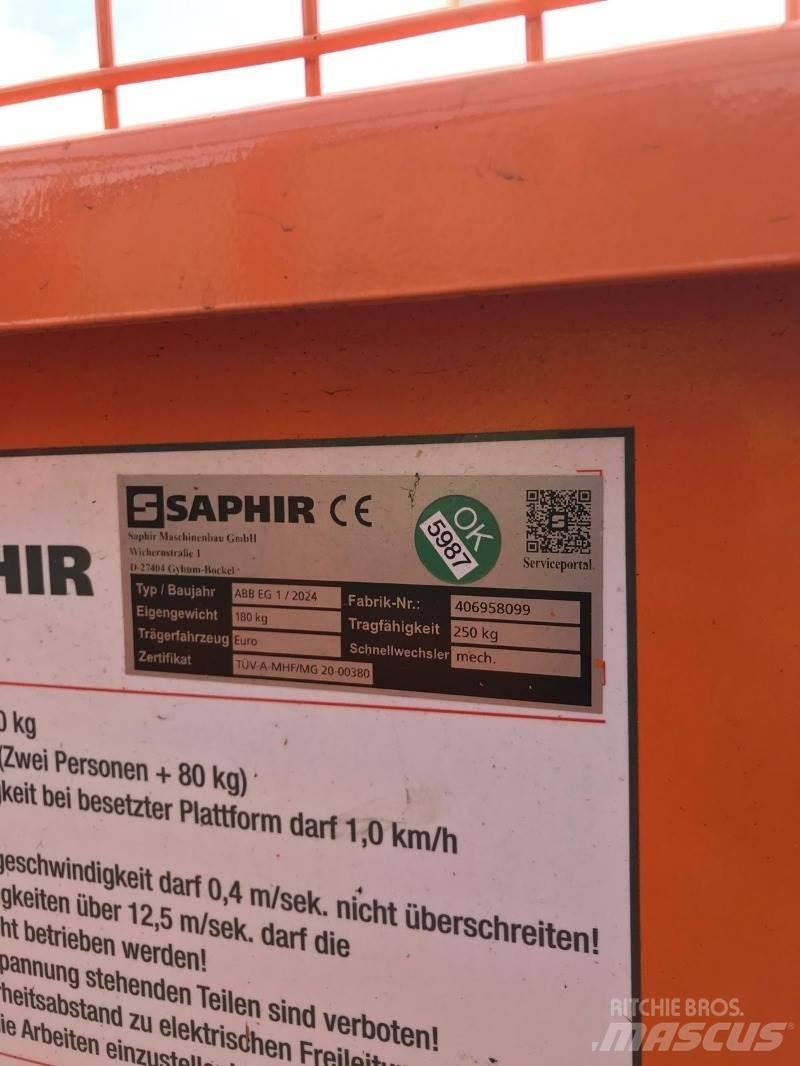 SAPHIR CE
Saphir Maschinenbau GmbH
Wichernstraße 1
D-27404 Gyhum-Bockel
OK
5987
Serviceportal
HIR
Typ / Baujahr ABB EG 1 / 2024 Fabrik-Nr.: 406958099
Eigengewicht 180 kg Tragfähigkeit 250 kg
Trägerfahrzeug Euro Schnellwechsler mech.
Zertifikat TÜV-A-MHF/MG 20-00380
0 kg
(Zwei Personen + 80 kg)
keit bei besetzter Plattform darf 1,0 km/h
geschwindigkeit darf 0,4 m/sek. nicht überschreiten!
gkeiten über 12,5 m/sek. darf die
ht betrieben werden!
pannung stehenden Teilen sind verboten!
heitsabstand zu elektrischen Freileitu
ie Arbeiten einzustelle
RITCHIE BROS.
MASCUS